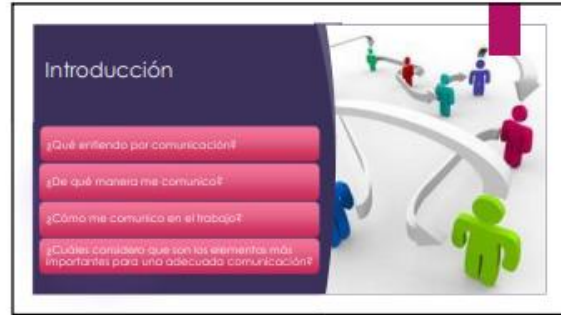 Introducción
¿Qué entiendo por comunicación?
¿De qué manera me comunico?
¿Cómo me comunico en el trabajo?
¿Cuáles considero que son los elementos más
importantes para una adecuada comunicación?